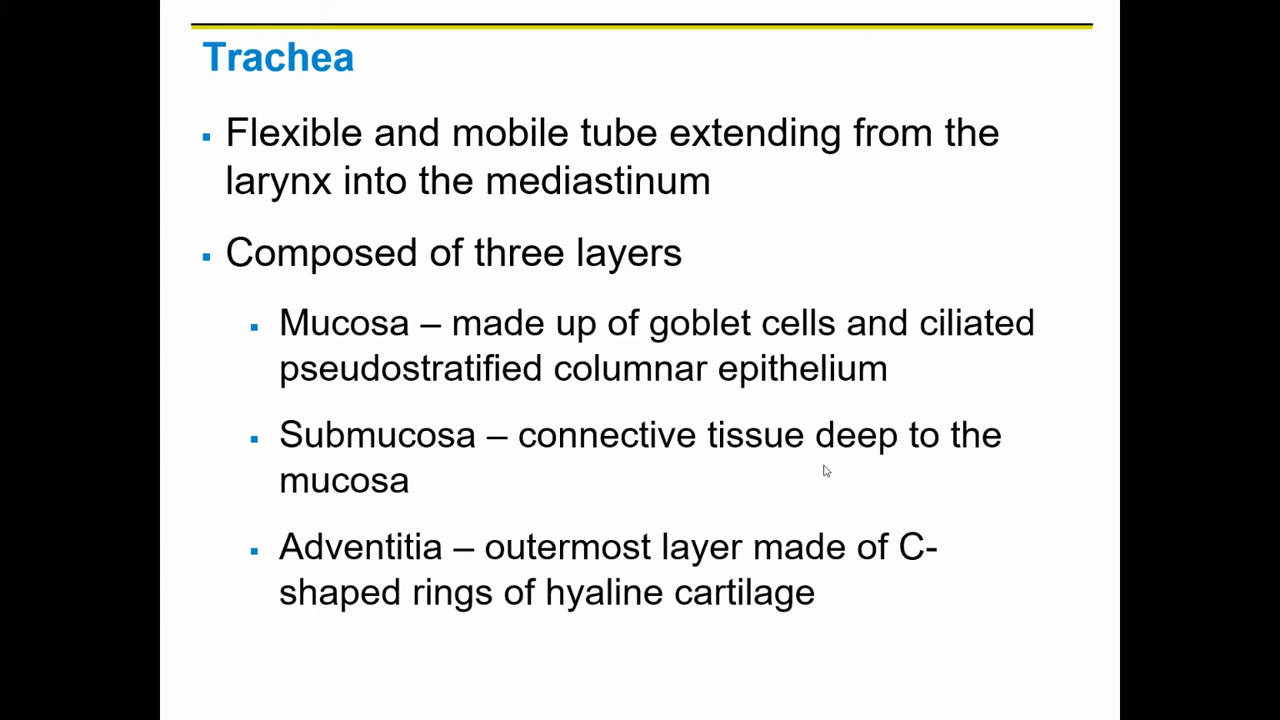 Trachea
▪ Flexible and mobile tube extending from the
larynx into the mediastinum
▪ Composed of three layers
▪ Mucosa – made up of goblet cells and ciliated
pseudostratified columnar epithelium
▪ Submucosa – connective tissue deep to the
mucosa
▪ Adventitia – outermost layer made of C-
shaped rings of hyaline cartilage